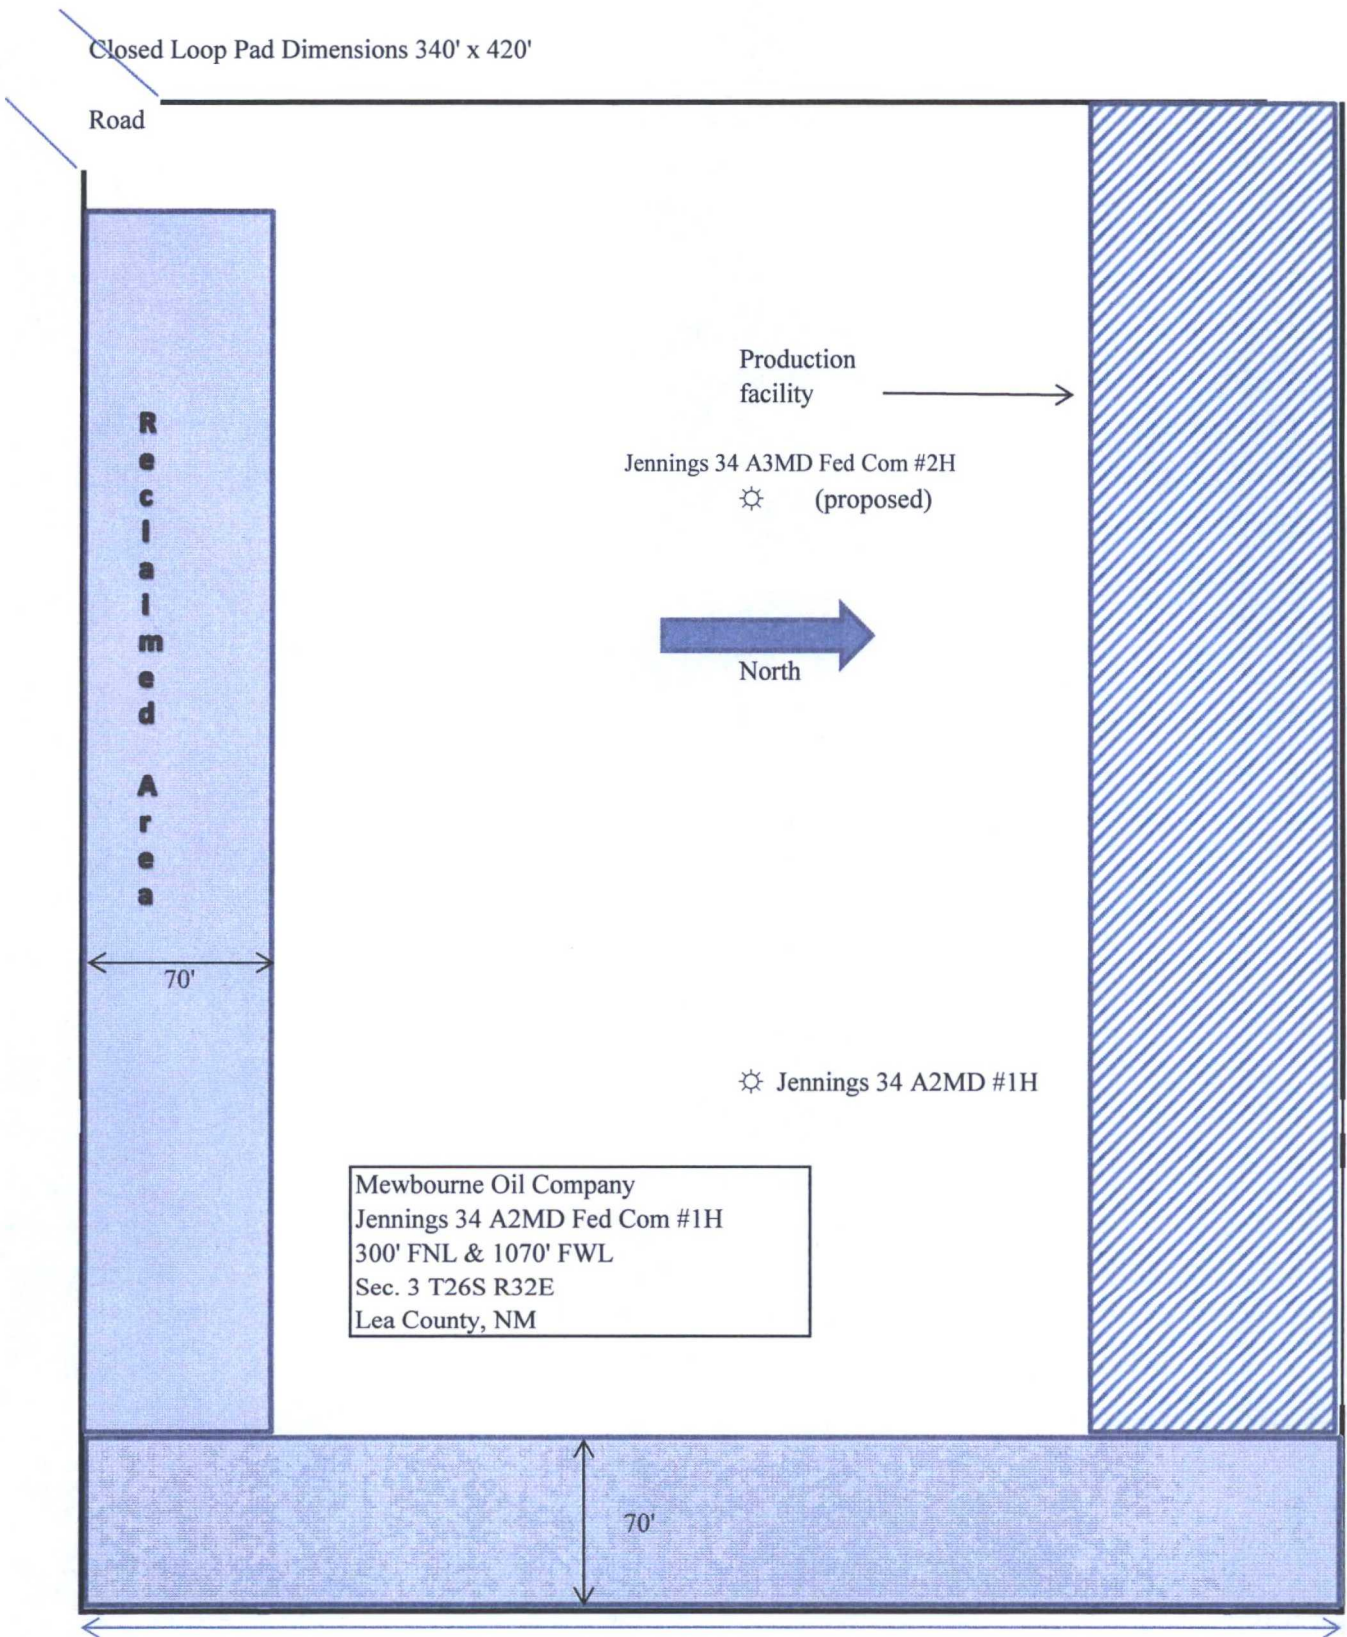 Closed Loop Pad Dimensions 340' x 420'
Road
Production
facility
Jennings 34 A3MD Fed Com #2H
(proposed)
Reclaimed Area
North
70'
Jennings 34 A2MD #1H
Mewbourne Oil Company
Jennings 34 A2MD Fed Com #1H
300' FNL & 1070' FWL
Sec. 3 T26S R32E
Lea County, NM
70'